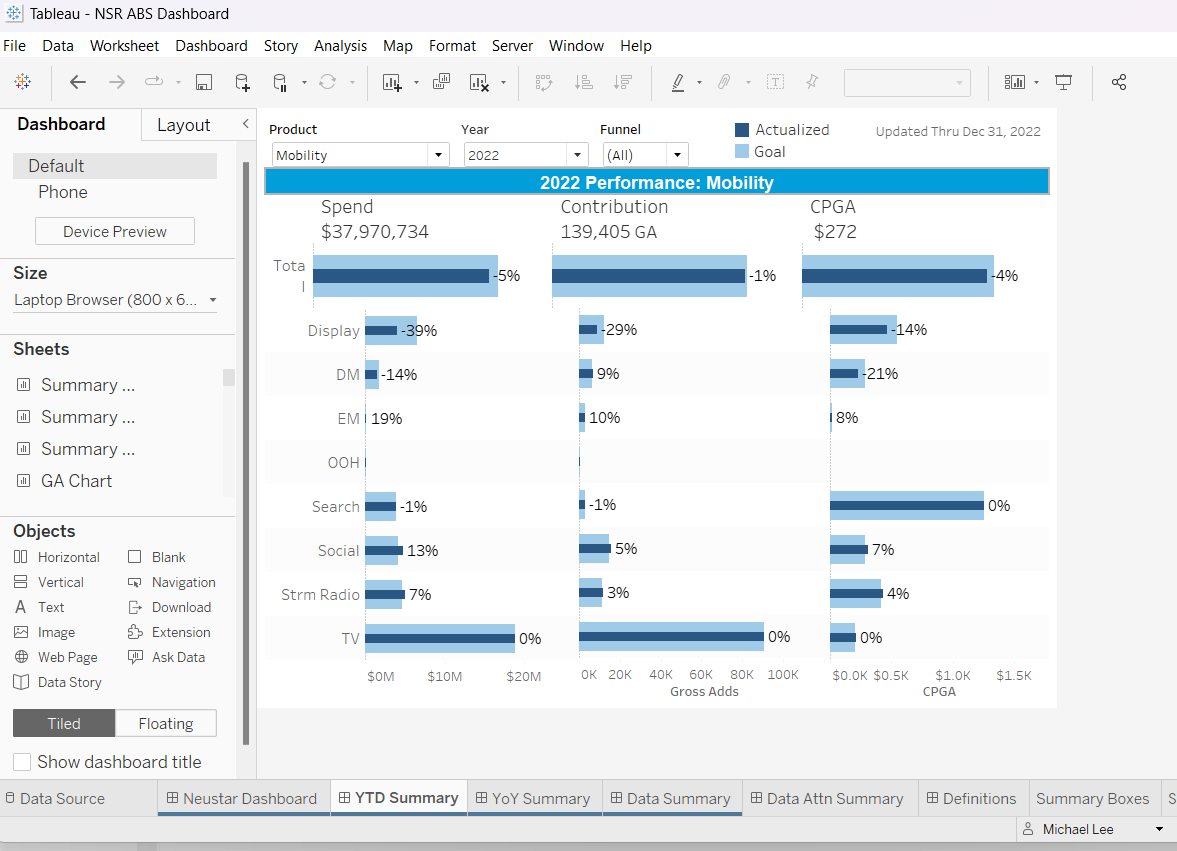 Tableau - NSR ABS Dashboard
File Data Worksheet Dashboard Story Analysis Map Format Server Window Help
Dashboard Layout
Default
Phone
Device Preview
Size
Laptop Browser (800 x 6...
Sheets
Summary ...
Summary ...
Summary ...
GA Chart
Objects
Horizontal Blank
Vertical Navigation
Text Download
Image Extension
Web Page Ask Data
Data Story
Tiled Floating
Show dashboard title
Product Year Funnel
Mobility 2022 (All)
Actualized
Goal
Updated Thru Dec 31, 2022
2022 Performance: Mobility
Spend Contribution CPGA
$37,970,734 139,405 GA $272
Tota
l
-5% -1% -4%
Display -39% -29% -14%
DM -14% 9% -21%
EM 19% 10% 8%
OOH
Search -1% -1% 0%
Social 13% 5% 7%
Strm Radio 7% 3% 4%
TV 0% 0% 0%
$0M $10M $20M 0K 20K 40K 60K 80K 100K $0.0K $0.5K $1.0K $1.5K
Gross Adds CPGA
Data Source Neustar Dashboard YTD Summary YoY Summary Data Summary Data Attn Summary Definitions Summary Boxes S
Michael Lee